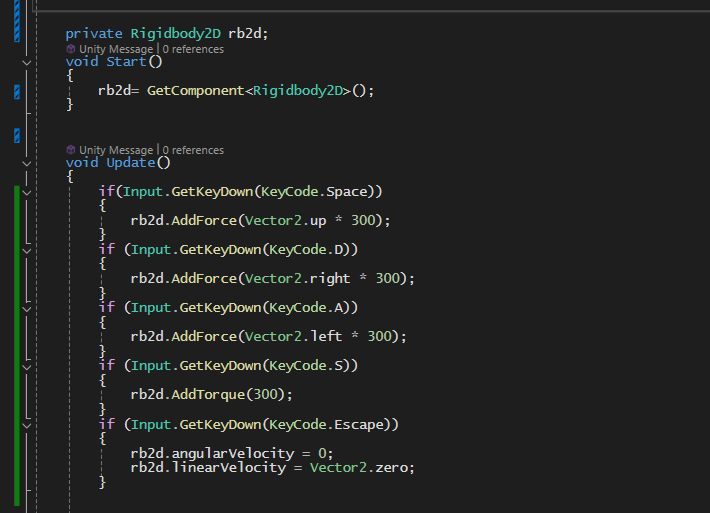 private Rigidbody2D rb2d;
Unity Message | 0 references
void Start()
{
rb2d= GetComponent<Rigidbody2D>();
}
Unity Message | 0 references
void Update()
{
if(Input.GetKeyDown(KeyCode.Space))
{
rb2d.AddForce(Vector2.up * 300);
}
if (Input.GetKeyDown(KeyCode.D))
{
rb2d.AddForce(Vector2.right * 300);
}
if (Input.GetKeyDown(KeyCode.A))
{
rb2d.AddForce(Vector2.left * 300);
}
if (Input.GetKeyDown(KeyCode.S))
{
rb2d.AddTorque(300);
}
if (Input.GetKeyDown(KeyCode.Escape))
{
rb2d.angularVelocity = 0;
rb2d.linearVelocity = Vector2.zero;
}